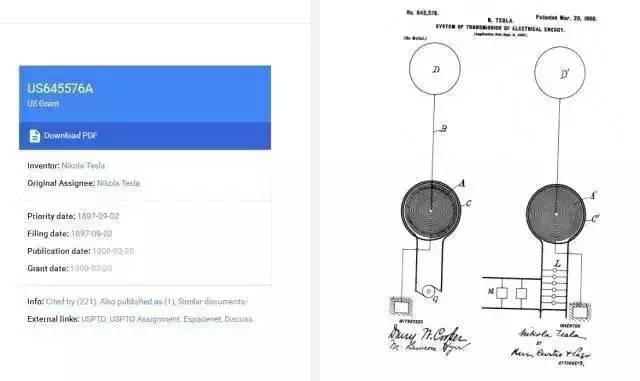 US645576A
US Grant
Download PDF
Inventor: Nikola Tesla
Original Assignee: Nikola Tesla
Priority date: 1897-09-02
Filing date: 1897-09-02
Publication date: 1900-03-20
Grant date: 1900-03-20
Info: Cited by (221), Also published as (1), Similar documents
External links: USPTO, USPTO Assignment, Espacenet, Discuss
No. 645,576.
Patented Mar. 20, 1900.
N. TESLA.
SYSTEM OF TRANSMISSION OF ELECTRICAL ENERGY.
(Application filed Sept. 2, 1897.)
(No Model.)
D
D'
B
A
C
A'
C'
L
M
G
WITNESSES
INVENTOR
Nikola Tesla
BY
Kerr, Curtis & Page
ATTORNEYS.